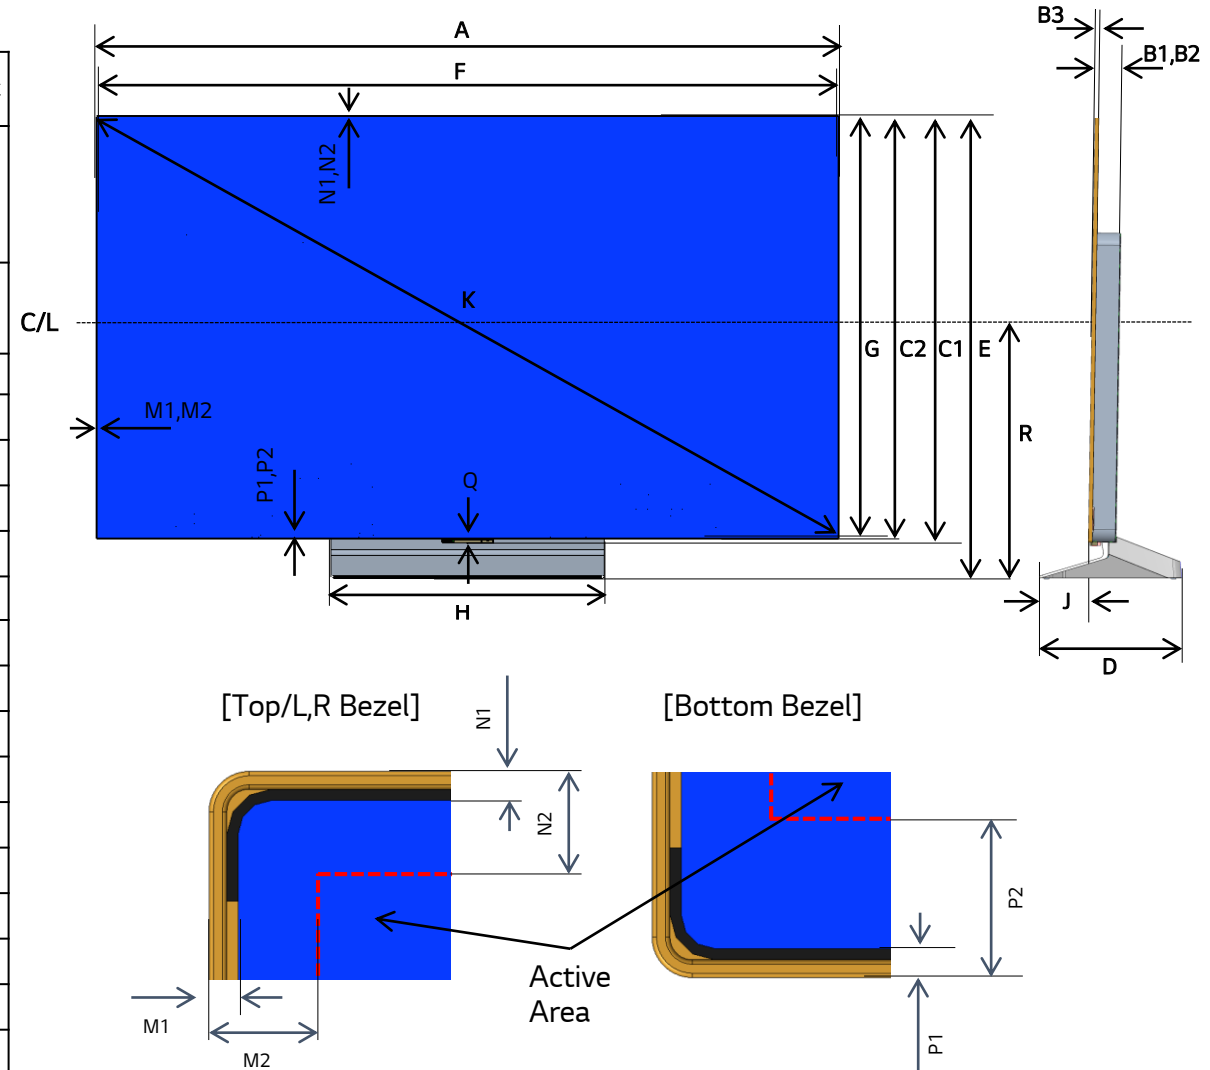 A
B3
B1,B2
F
N1,N2
K
C/L
G
C2
C1
E
M1,M2
R
P1,P2
Q
J
H
D
[Top/L,R Bezel]
[Bottom Bezel]
N1
N2
P2
Active
Area
M1
M2
P1